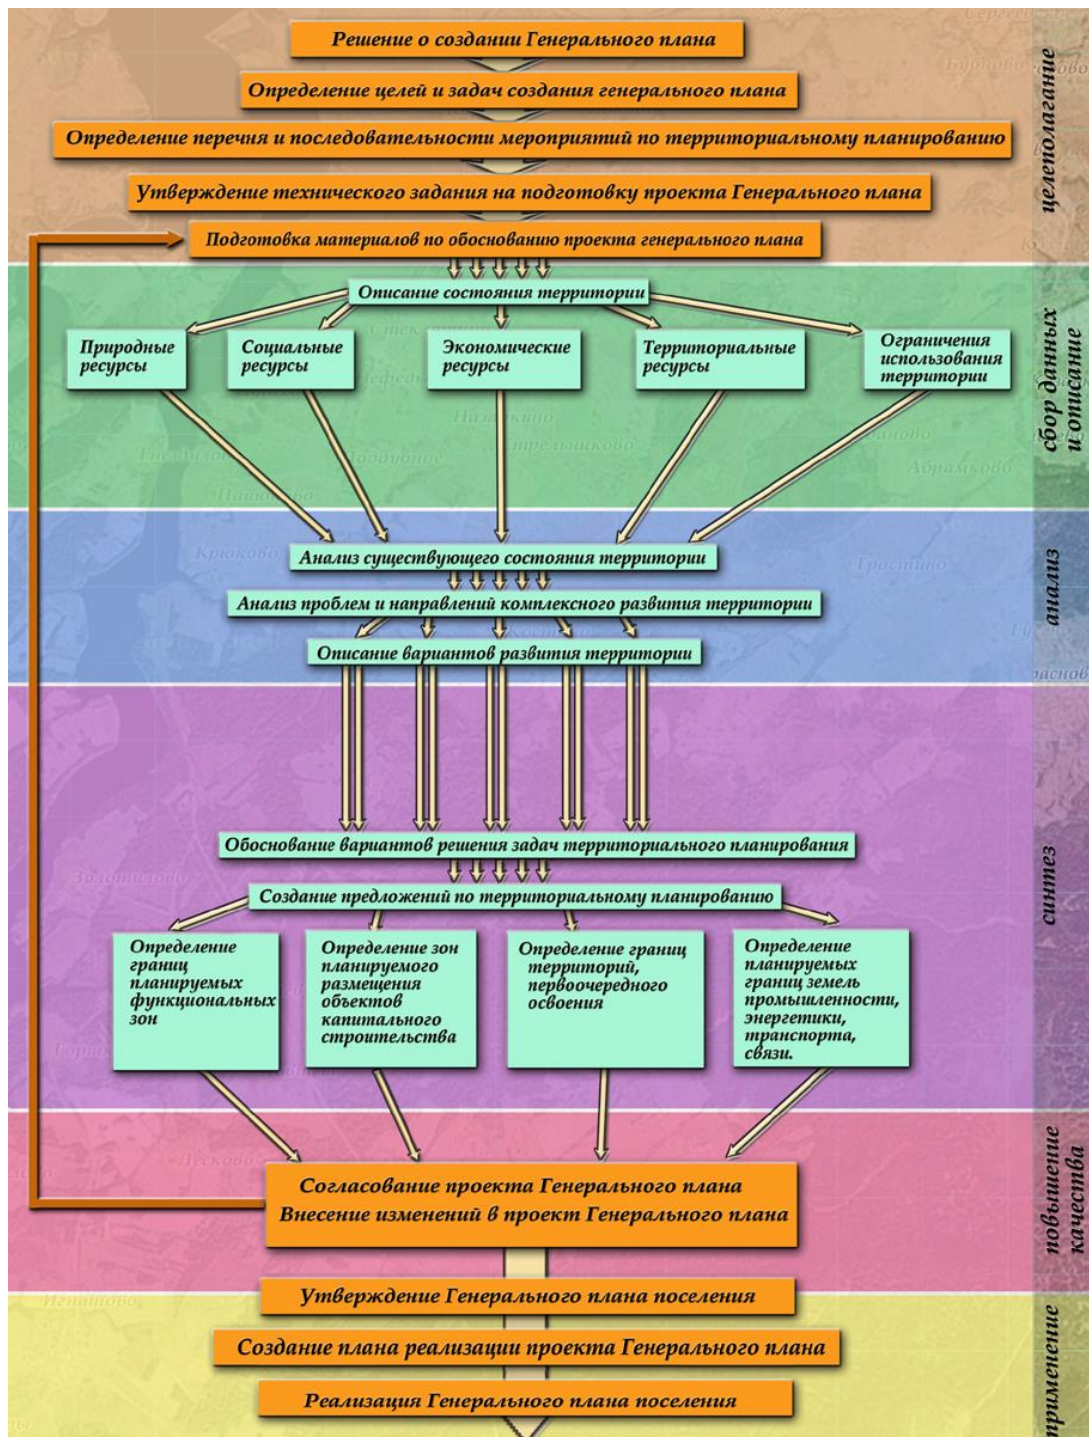 Решение о создании Генерального плана
Определение целей и задач создания генерального плана
Определение перечня и последовательности мероприятий по территориальному планированию
Утверждение технического задания на подготовку проекта Генерального плана
Подготовка материалов по обоснованию проекта генерального плана
целеполагание
Описание состояния территории
Природные
ресурсы
Социальные
ресурсы
Экономические
ресурсы
Территориальные
ресурсы
Ограничения
использования
территории
сбор данных
и описание
Абрамково
Анализ существующего состояния территории
Анализ проблем и направлений комплексного развития территории
Описание вариантов развития территории
Крюково
Тростино
анализ
Обоснование вариантов решения задач территориального планирования
Создание предложений по территориальному планированию
Определение
границ
планируемых
функциональных
зон
Определение зон
планируемого
размещения
объектов
капитального
строительства
Определение границ
территорий,
первоочередного
освоения
Определение
планируемых
границ земель
промышленности,
энергетики,
транспорта,
связи.
синтез
Лесково
Согласование проекта Генерального плана
Внесение изменений в проект Генерального плана
повышение
качества
Утверждение Генерального плана поселения
Создание плана реализации проекта Генерального плана
Реализация Генерального плана поселения
применение